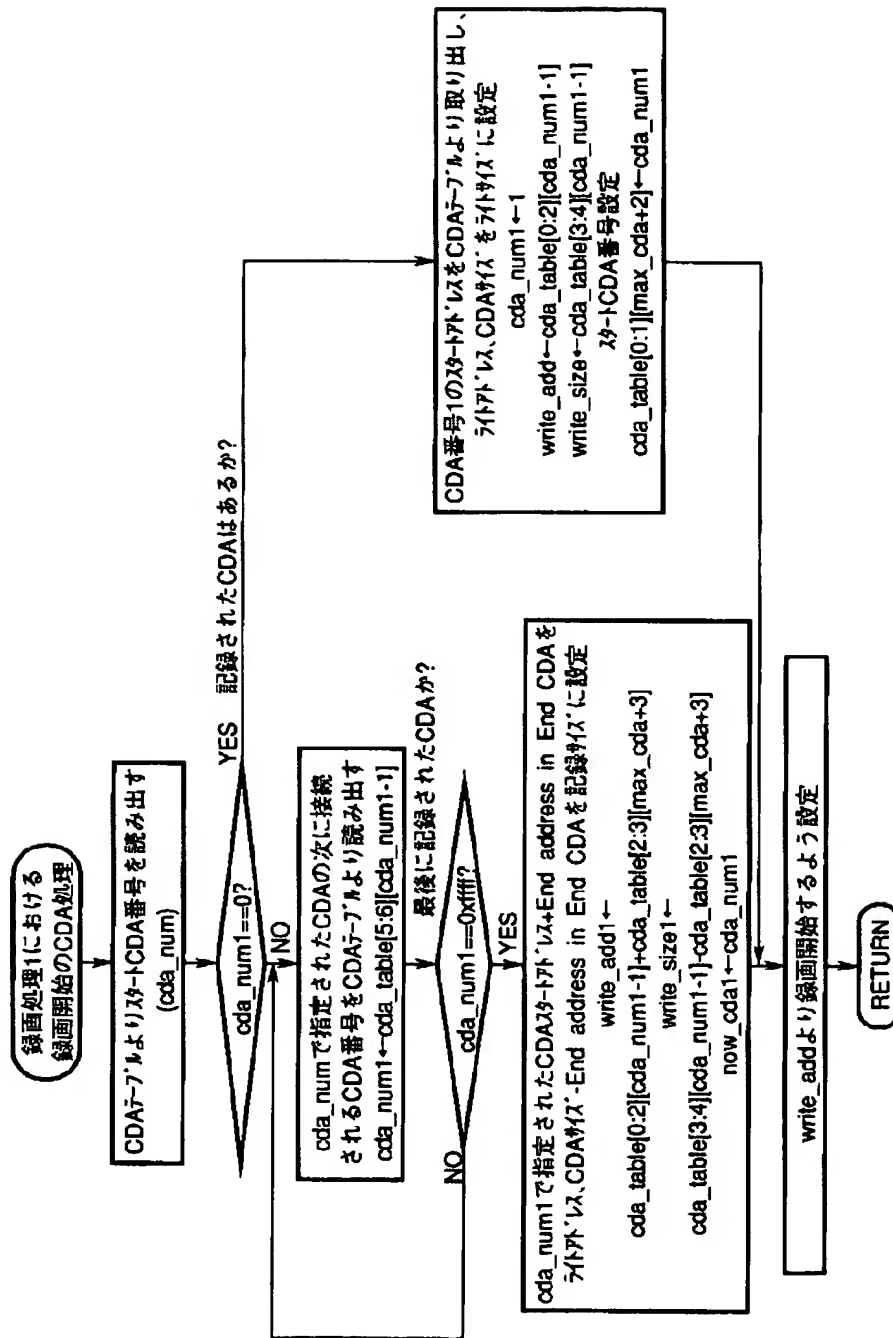 録画処理1における
録画開始のCDA処理
CDAテーブルよりスタートCDA番号を読み出す
(cda_num)
cda_num1==0?
YES 記録されたCDAはあるか?
NO
cda_numで指定されたCDAの次に接続
されるCDA番号をCDAテーブルより読み出す
cda_num1←cda_table[5:6][cda_num1-1]
最後に記録されたCDAか?
cda_num1==0xffff?
NO
YES
cda_num1で指定されたCDAスタートアドレス+End address in End CDAを
ライトアドレス、CDAサイズ-End address in End CDAを記録サイズに設定
write_add1←
cda_table[0:2][cda_num1-1]+cda_table[2:3][max_cda+3]
write_size1←
cda_table[3:4][cda_num1-1]-cda_table[2:3][max_cda+3]
now_cda1←cda_num1
CDA番号1のスタートアドレスをCDAテーブルより取り出し、
ライトアドレス、CDAサイズをライトサイズに設定
cda_num1←1
write_add←cda_table[0:2][cda_num1-1]
write_size←cda_table[3:4][cda_num1-1]
スタートCDA番号設定
cda_table[0:1][max_cda+2]←cda_num1
write_addより録画開始するよう設定
RETURN